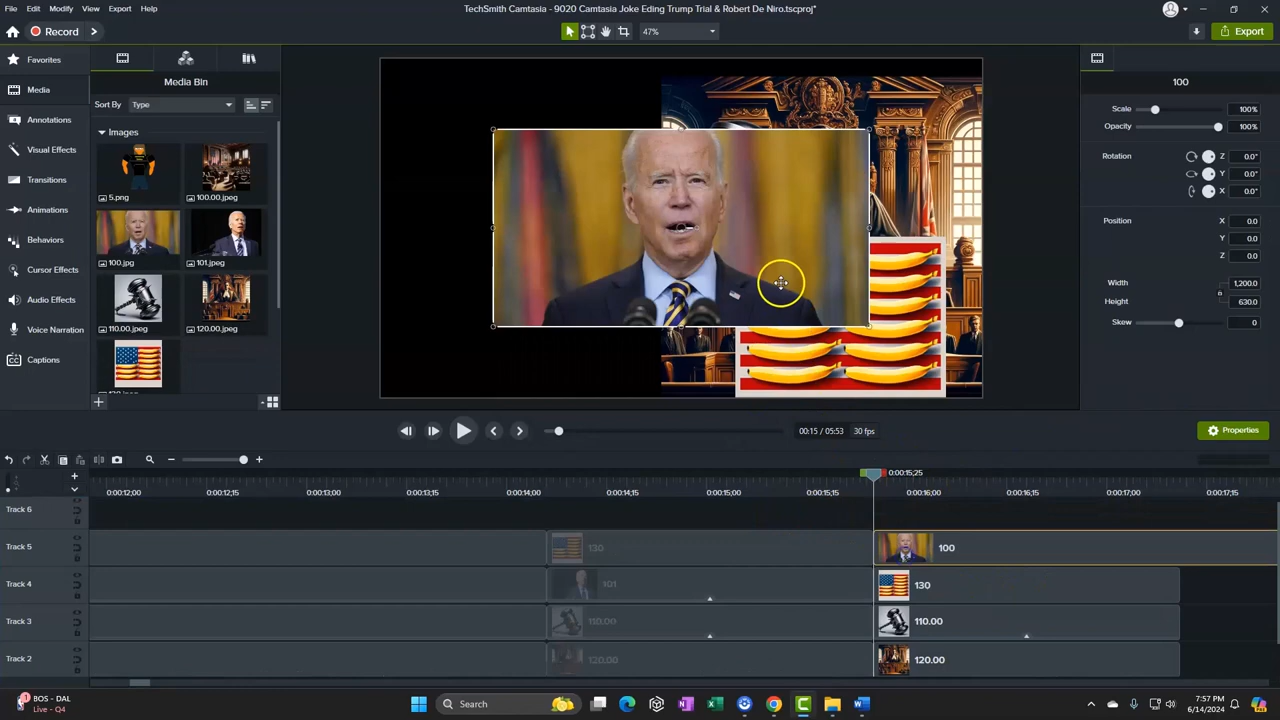 File Edit Modify View Export Help TechSmith Camtasia - 9020 Camtasia Joke Eding Trump Trial & Robert De Niro.tscproj*
Record 47% Export
Favorites
Media
Annotations
Visual Effects
Transitions
Animations
Behaviors
Cursor Effects
Audio Effects
Voice Narration
Captions
Media Bin
Sort By Type
Images
5.png 100.00.jpeg
100.jpg 101.jpeg
110.00.jpeg 120.00.jpeg
100
Scale 100%
Opacity 100%
Rotation Z 0.0°
Y 0.0°
X 0.0°
Position X 0.0
Y 0.0
Z 0.0
Width 1,200.0
Height 630.0
Skew 0
00:15 / 05:53 30 fps
Properties
0:00:15;25
0:00:12;00 0:00:12;15 0:00:13;00 0:00:13;15 0:00:14;00 0:00:14;15 0:00:15;00 0:00:15;15 0:00:16;00 0:00:16;15 0:00:17;00 0:00:17;15
Track 6
Track 5 130 100
Track 4 101 130
Track 3 110.00 110.00
Track 2 120.00 120.00
1 BOS - DAL
Live - Q4
Search
7:57 PM
6/14/2024